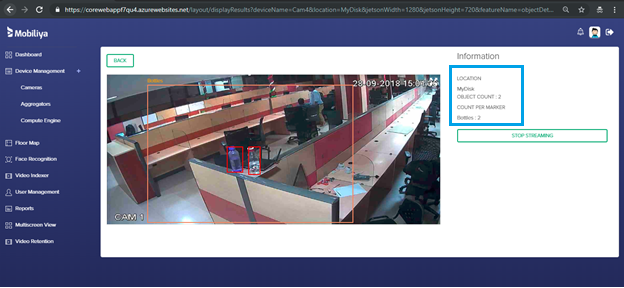 https://corewebappf7qu4.azurewebsites.net/layout/displayResults?deviceName=Cam4&location=MyDisk&jetsonWidth=1280&jetsonHeight=720&featureName=objectDet...
Mobiliya
Dashboard
Device Management +
Cameras
Aggregators
Compute Engine
Floor Map
Face Recognition
Video Indexer
User Management
Reports
Multiscreen View
Video Retention
BACK
Bottles
28-09-2018
CAM 1
Information
LOCATION
MyDisk
OBJECT COUNT : 2
COUNT PER MARKER
Bottles : 2
STOP STREAMING